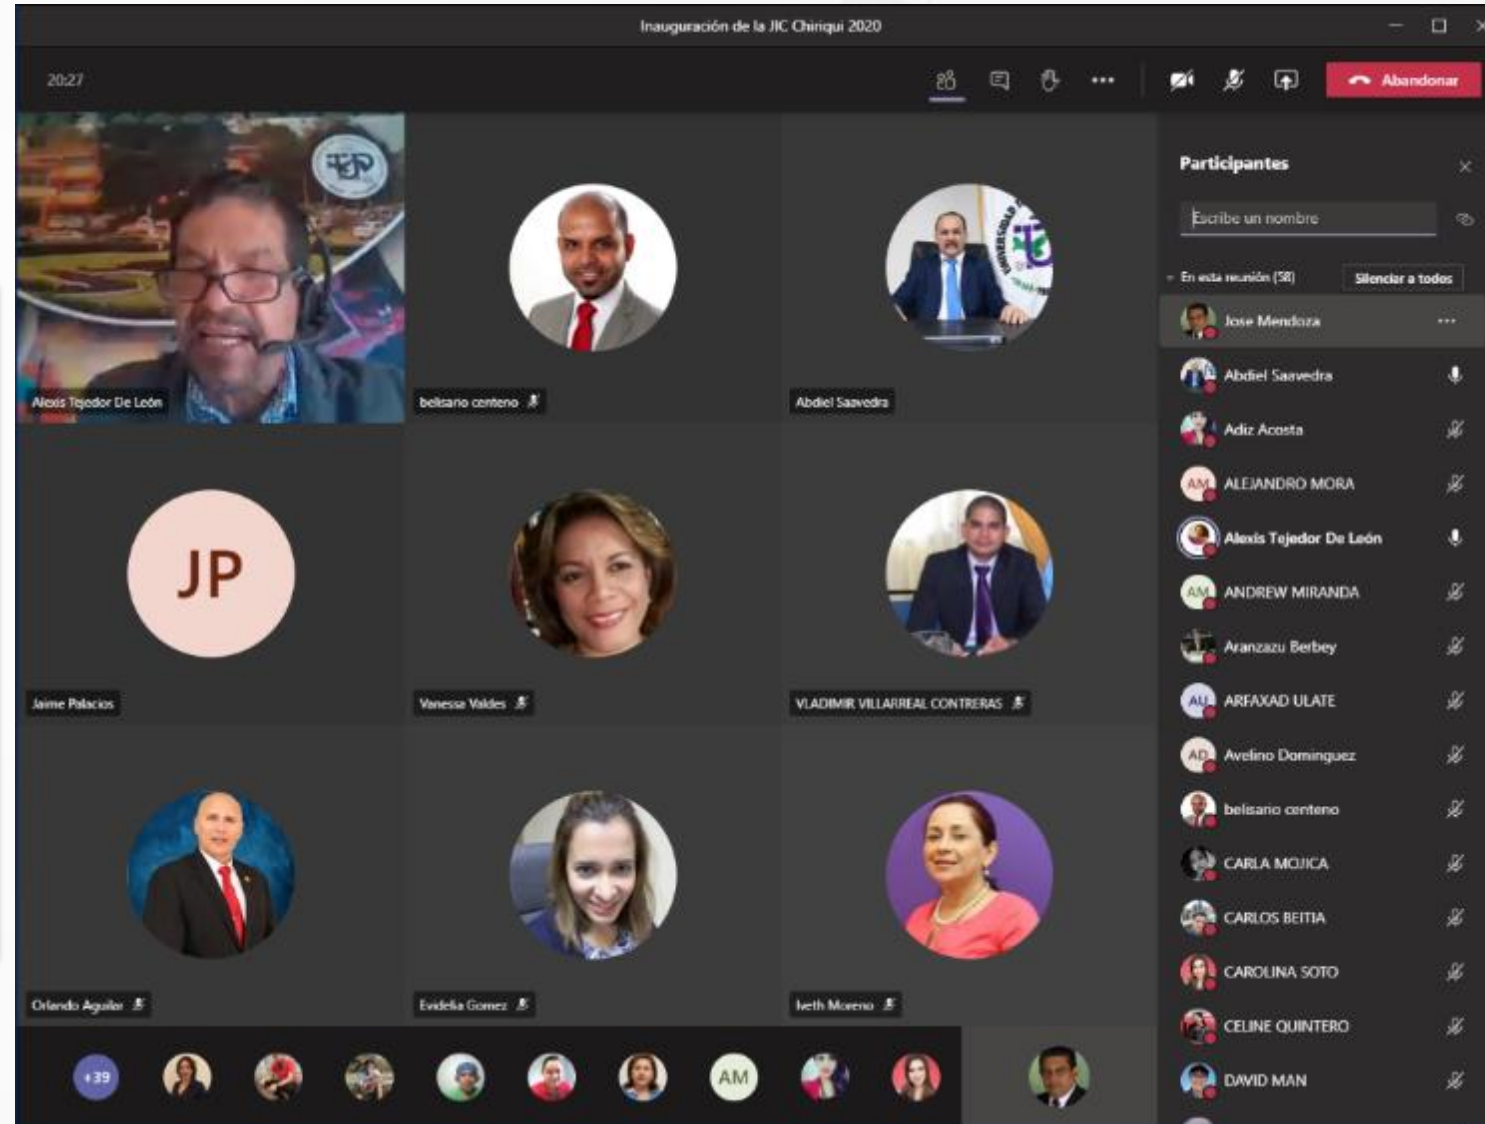 Inauguración de la JIC Chiriqui 2020
20:27
Abandonar
Alexis Tejedor De León
belisario centeno
Abdiel Saavedra
JP
Jaime Palacios
Vanessa Valdes
VLADIMIR VILLARREAL CONTRERAS
Orlando Aguilar
Evidelia Gomez
Iveth Moreno
+39
AM
Participantes
Escribe un nombre
En esta reunión (58)
Silenciar a todos
Jose Mendoza
Abdiel Saavedra
Adiz Acosta
AM ALEJANDRO MORA
Alexis Tejedor De León
AM ANDREW MIRANDA
Aranzazu Berbey
AU ARFAXAD ULATE
AD Avelino Dominguez
belisario centeno
CARLA MOJICA
CARLOS BEITIA
CAROLINA SOTO
CELINE QUINTERO
DAVID MAN